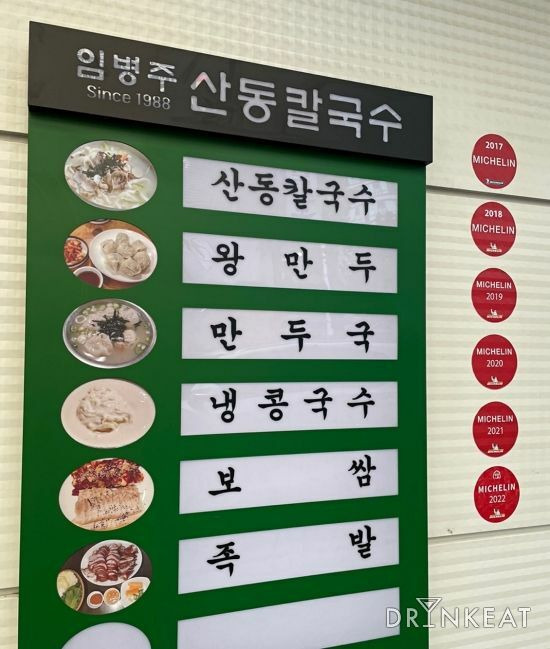 임병주 산동칼국수
Since 1988
산동칼국수
왕만두
만두국
냉콩국수
보쌈
족발
2017
MICHELIN
2018
MICHELIN
MICHELIN
2019
MICHELIN
2020
MICHELIN
2021
MICHELIN
2022
DRINKEAT